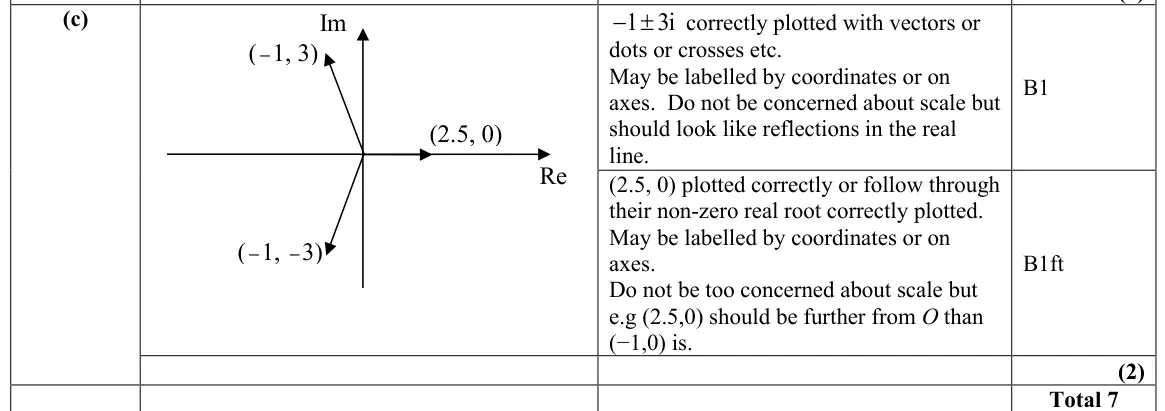 (c)
Im
(−1, 3)
(2.5, 0)
Re
(−1, −3)
−1 ± 3i correctly plotted with vectors or
dots or crosses etc.
May be labelled by coordinates or on
axes.  Do not be concerned about scale but
should look like reflections in the real
line.
B1
(2.5, 0) plotted correctly or follow through
their non-zero real root correctly plotted.
May be labelled by coordinates or on
axes.
Do not be too concerned about scale but
e.g (2.5,0) should be further from O than
(−1,0) is.
B1ft
(2)
Total 7